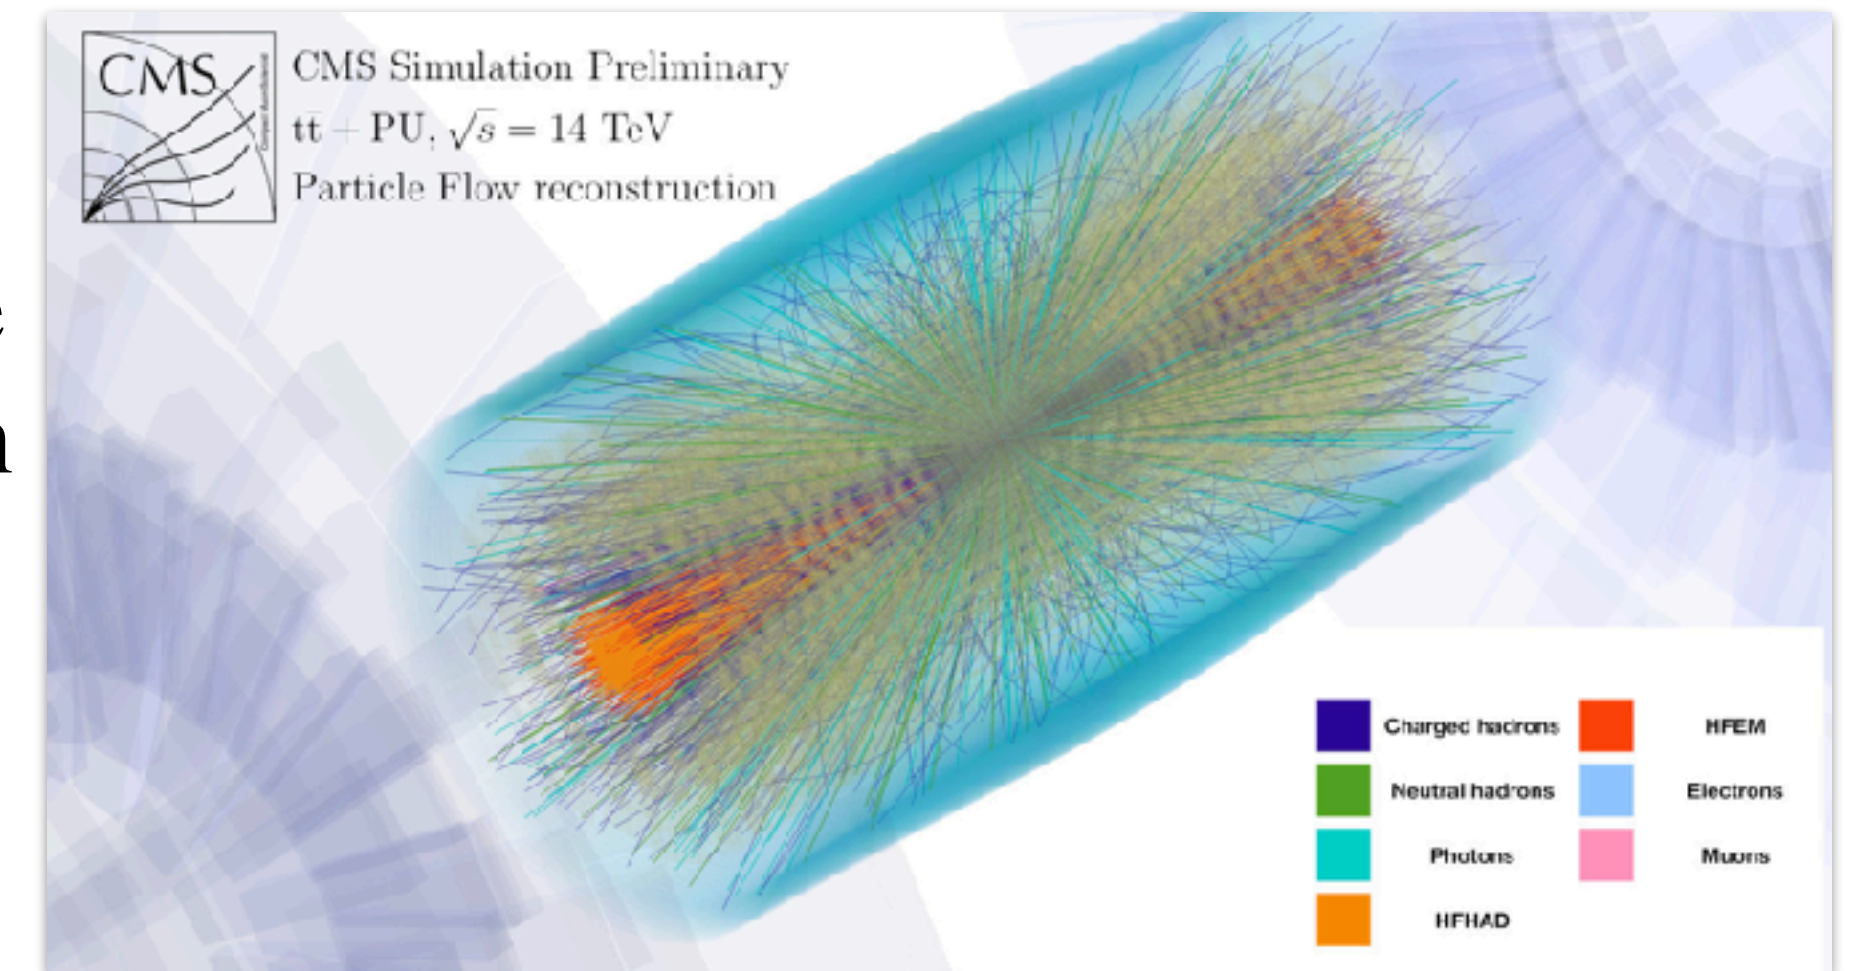 CMS
CMS Simulation Preliminary
tt̄ + PU, √s = 14 TeV
Particle Flow reconstruction
e
n
Charged hadrons
HFEM
Neutral hadrons
Electrons
Photons
Muons
HFHAD